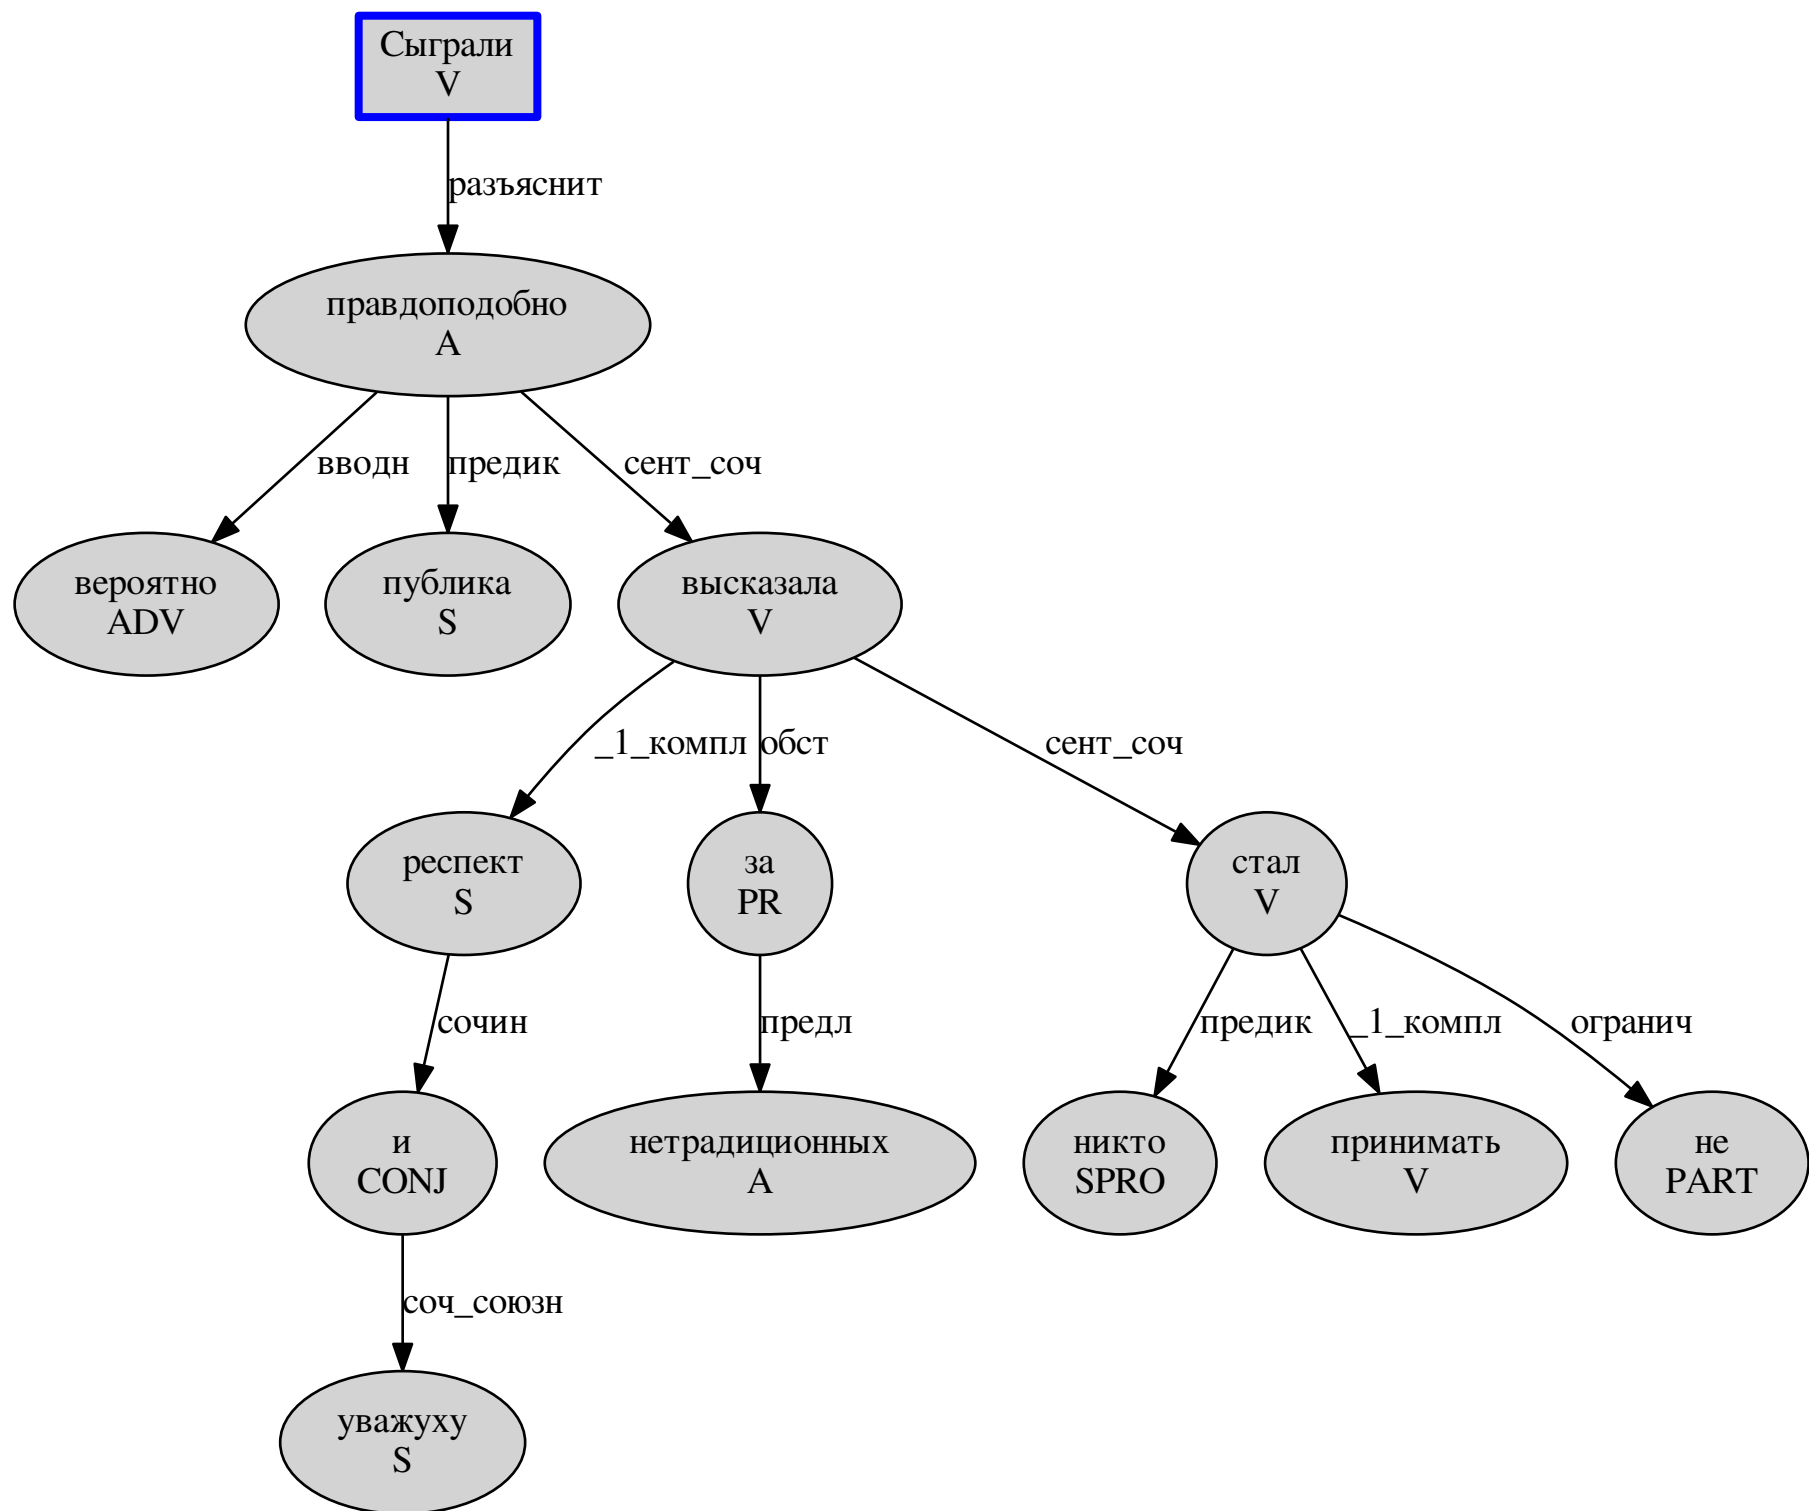 Сыграли
V
разъяснит
правдоподобно
A
вводн
предик
сент_соч
вероятно
ADV
публика
S
высказала
V
_1_компл
обст
сент_соч
респект
S
за
PR
стал
V
сочин
предл
предик
_1_компл
огранич
и
CONJ
нетрадиционных
A
никто
SPRO
принимать
V
не
PART
соч_союзн
уважуху
S